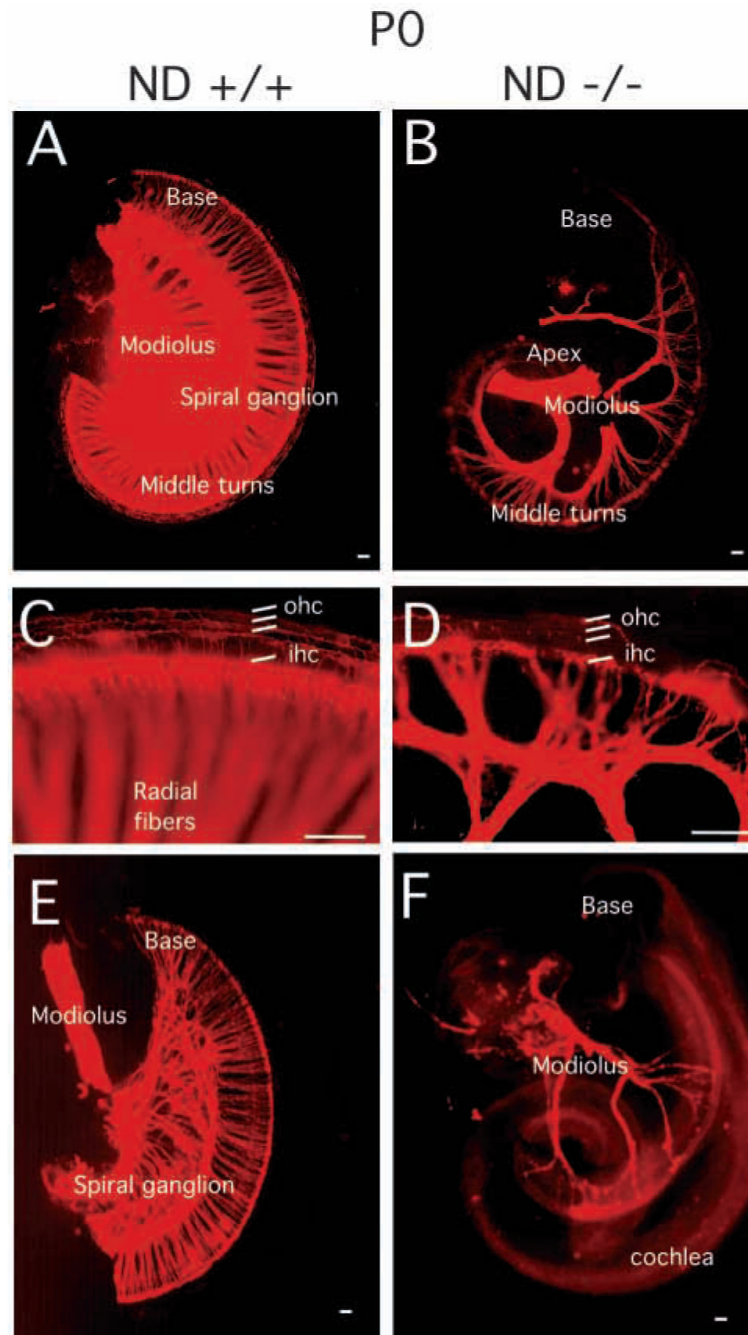 P0
ND +/+ ND -/-
A
Base
Modiolus
Spiral ganglion
Middle turns
B
Base
Apex
Modiolus
Middle turns
C
ohc
ihc
Radial
fibers
D
ohc
ihc
E
Base
Modiolus
Spiral ganglion
F
Base
Modiolus
cochlea